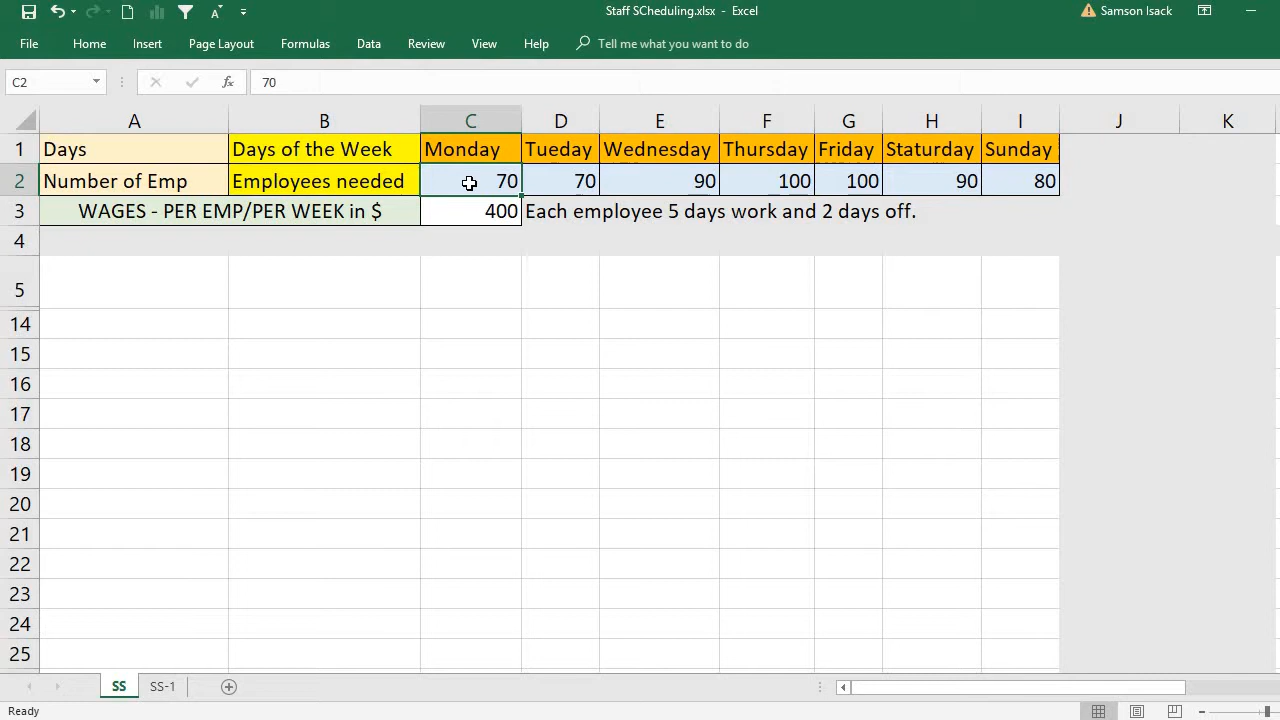 Staff SCheduling.xlsx - Excel
Samson Isack
File Home Insert Page Layout Formulas Data Review View Help Tell me what you want to do
C2 fx 70
A B C D E F G H I J K
1 Days Days of the Week Monday Tueday Wednesday Thursday Friday Staturday Sunday
2 Number of Emp Employees needed 70 70 90 100 100 90 80
3 WAGES - PER EMP/PER WEEK in $ 400 Each employee 5 days work and 2 days off.
4
5
14
15
16
17
18
19
20
21
22
23
24
25
SS SS-1
Ready